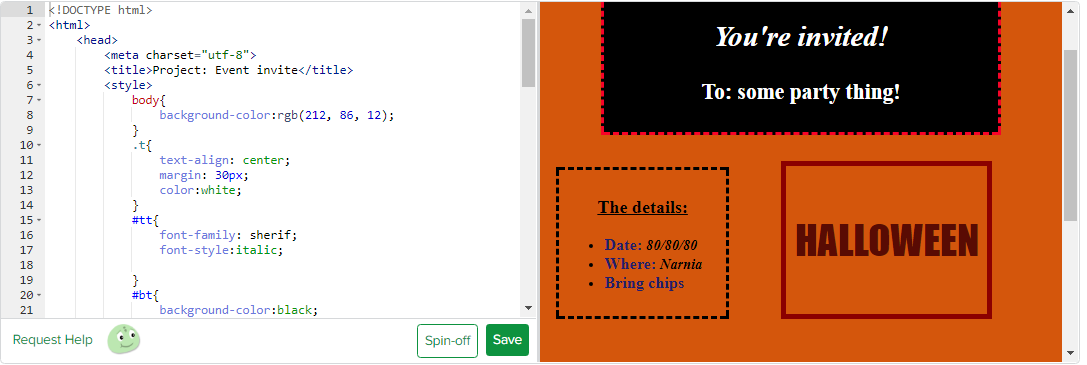 1 <!DOCTYPE html>
2 <html>
3 <head>
4 <meta charset="utf-8">
5 <title>Project: Event invite</title>
6 <style>
7 body{
8 background-color:rgb(212, 86, 12);
9 }
10 .t{
11 text-align: center;
12 margin: 30px;
13 color:white;
14 }
15 #tt{
16 font-family: sherif;
17 font-style:italic;
18
19 }
20 #bt{
21 background-color:black;
Request Help
Spin-off
Save
You're invited!
To: some party thing!
The details:
• Date: 80/80/80
• Where: Narnia
• Bring chips
HALLOWEEN